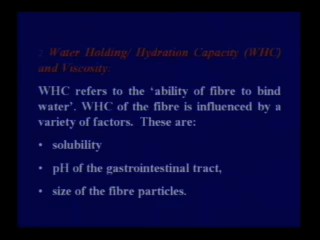 : Water Holding/ Hydration Capacity (WHC)
and Viscosity:
WHC refers to the ‘ability of fibre to bind
water’. WHC of the fibre is influenced by a
variety of factors. These are:
• solubility
• pH of the gastrointestinal tract,
• size of the fibre particles.